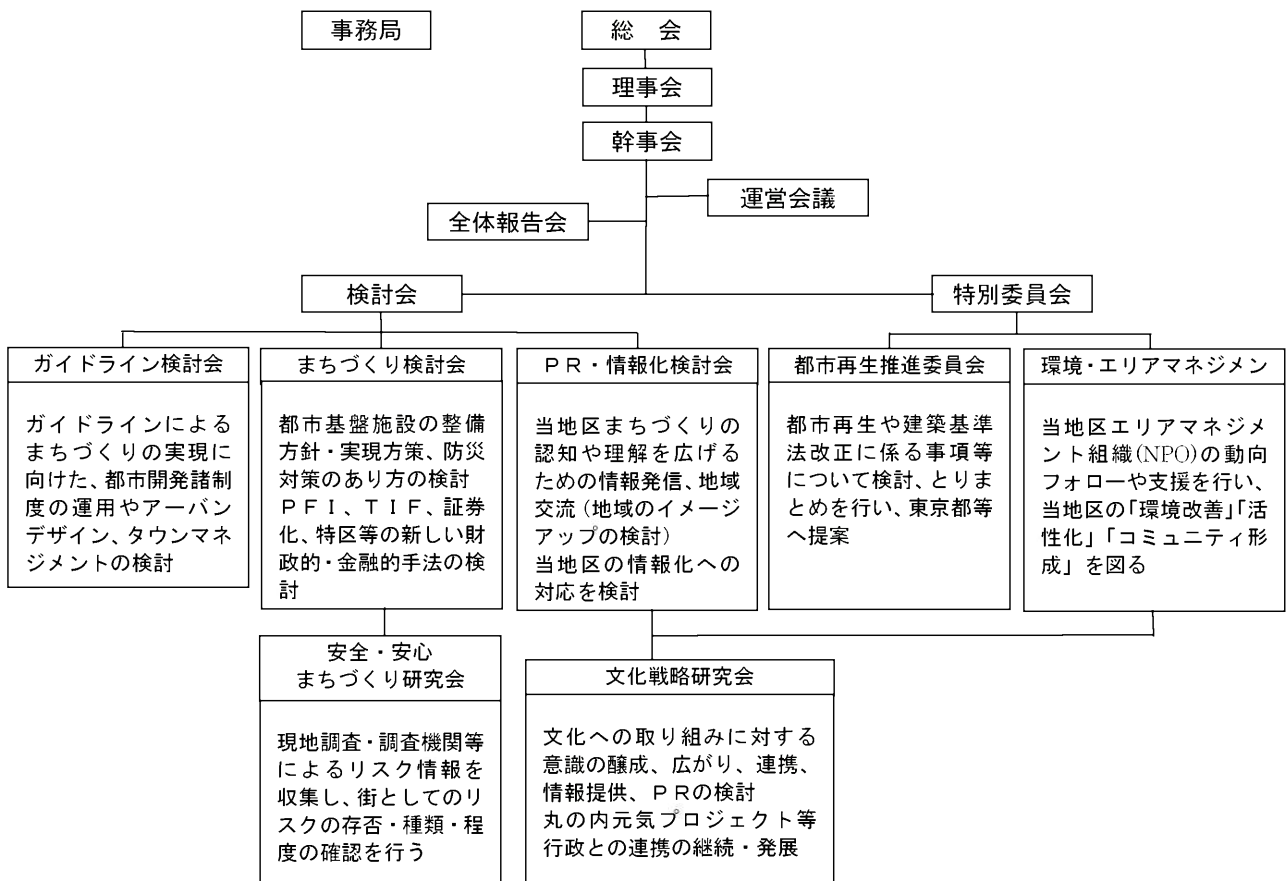 事務局
総　会
理事会
幹事会
運営会議
全体報告会
検討会
特別委員会
ガイドライン検討会
ガイドラインによる
まちづくりの実現に
向けた、都市開発諸制
度の運用やアーバン
デザイン、タウンマネ
ジメントの検討
まちづくり検討会
都市基盤施設の整備
方針・実現方策、防災
対策のあり方の検討
ＰＦＩ、ＴＩＦ、証券
化、特区等の新しい財
政的・金融的手法の検
討
ＰＲ・情報化検討会
当地区まちづくりの
認知や理解を広げる
ための情報発信、地域
交流（地域のイメージ
アップの検討）
当地区の情報化への
対応を検討
都市再生推進委員会
都市再生や建築基準
法改正に係る事項等
について検討、とりま
とめを行い、東京都等
へ提案
環境・エリアマネジメン
当地区エリアマネジメ
ント組織(NPO)の動向
フォローや支援を行い、
当地区の「環境改善」「活
性化」「コミュニティ形
成」を図る
安全・安心
まちづくり研究会
現地調査・調査機関等
によるリスク情報を
収集し、街としてのリ
スクの存否・種類・程
度の確認を行う
文化戦略研究会
文化への取り組みに対する
意識の醸成、広がり、連携、
情報提供、ＰＲの検討
丸の内元気プロジェクト等
行政との連携の継続・発展